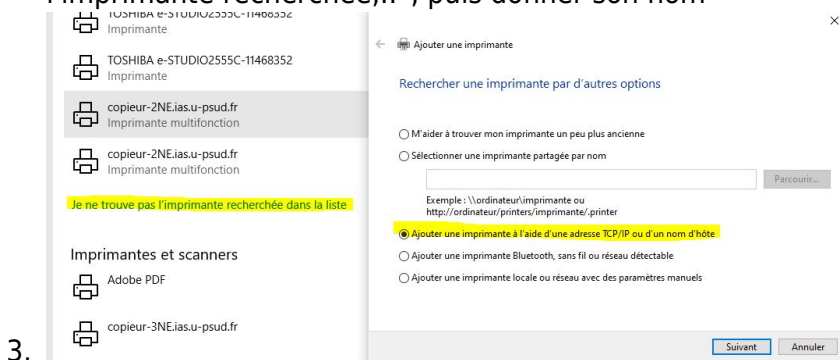 l'imprimante recherchée,..", puis donner son nom
TOSHIBA e-STUDIO2555C-11468352
Imprimante
TOSHIBA e-STUDIO2555C-11468352
Imprimante
copieur-2NE.ias.u-psud.fr
Imprimante multifonction
copieur-2NE.ias.u-psud.fr
Imprimante multifonction
Je ne trouve pas l'imprimante recherchée dans la liste
Imprimantes et scanners
Adobe PDF
copieur-3NE.ias.u-psud.fr
Ajouter une imprimante
Rechercher une imprimante par d'autres options
M'aider à trouver mon imprimante un peu plus ancienne
Sélectionner une imprimante partagée par nom
Parcourir...
Exemple : \\ordinateur\imprimante ou
http://ordinateur/printers/imprimante/.printer
Ajouter une imprimante à l'aide d'une adresse TCP/IP ou d'un nom d'hôte
Ajouter une imprimante Bluetooth, sans fil ou réseau détectable
Ajouter une imprimante locale ou réseau avec des paramètres manuels
Suivant
Annuler
3.